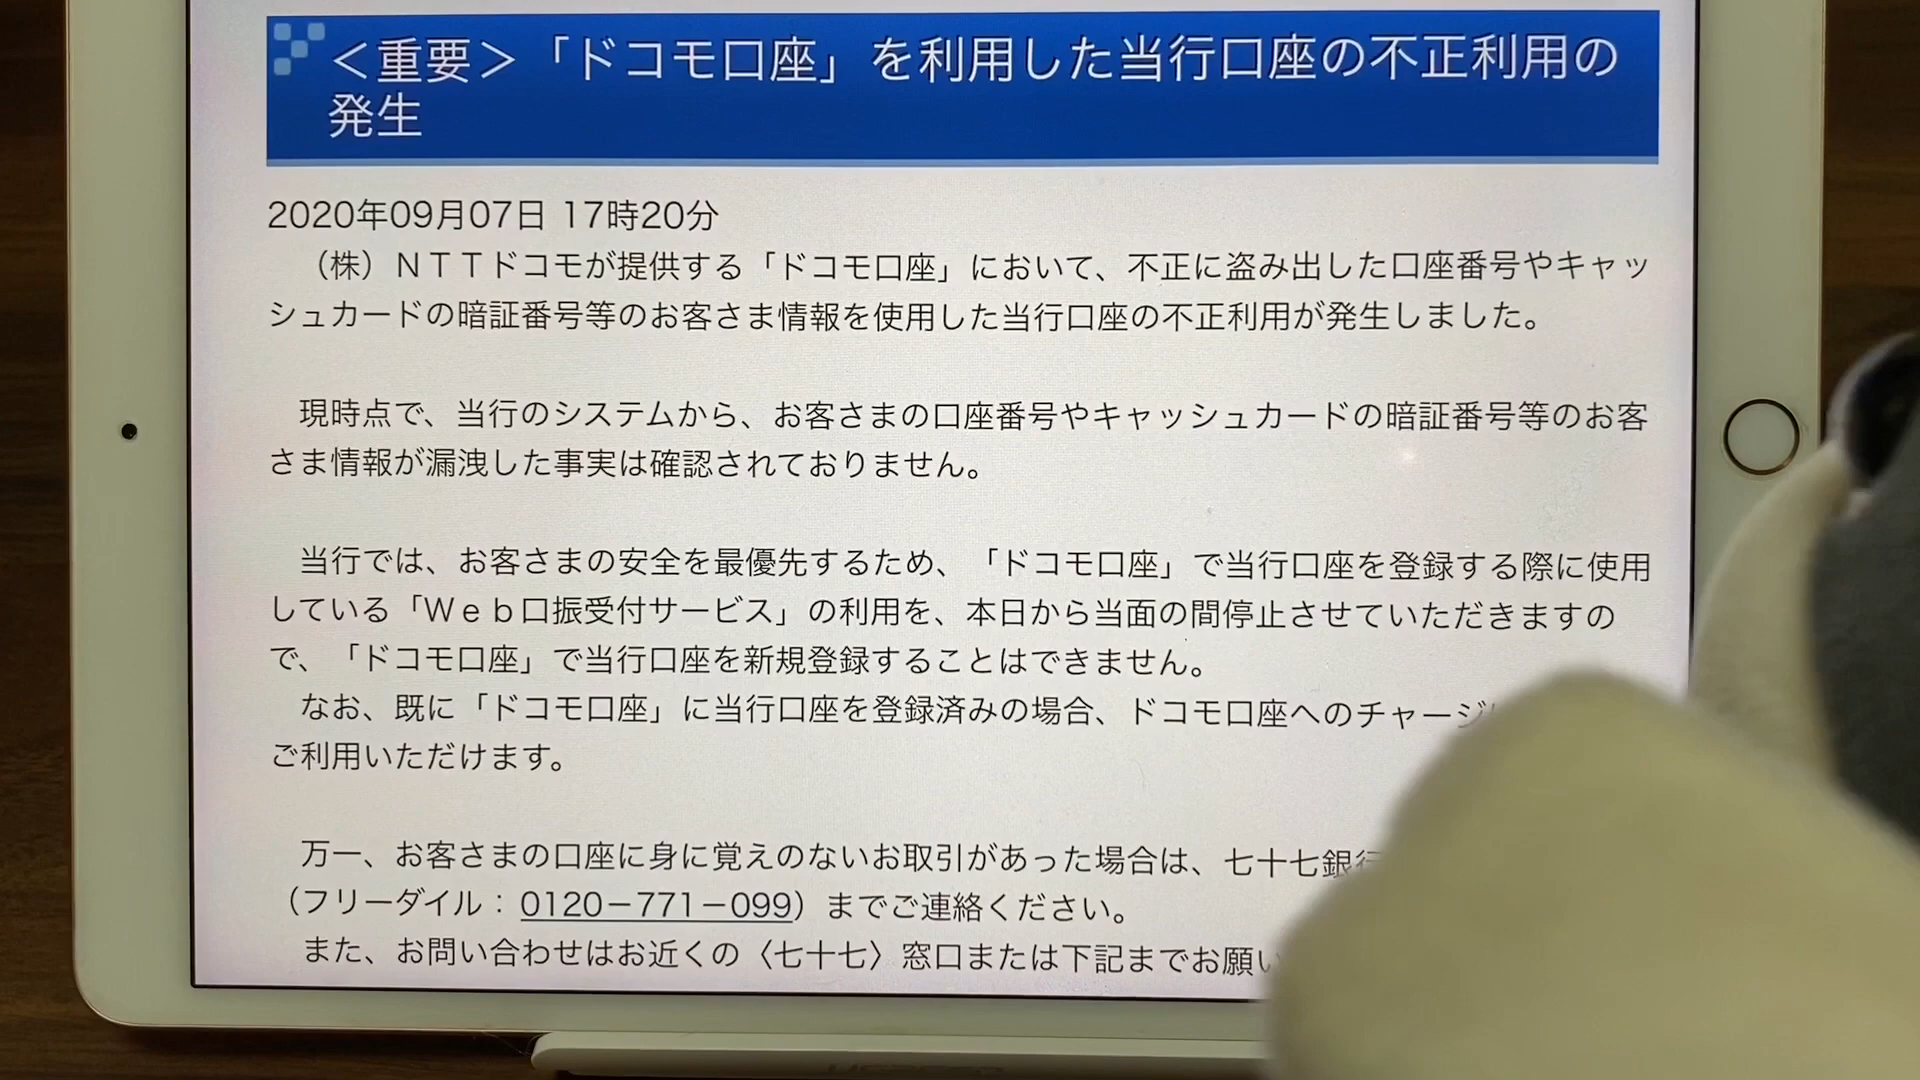 ＜重要＞「ドコモ口座」を利用した当行口座の不正利用の
発生
2020年09月07日 17時20分
（株）ＮＴＴドコモが提供する「ドコモ口座」において、不正に盗み出した口座番号やキャッ
シュカードの暗証番号等のお客さま情報を使用した当行口座の不正利用が発生しました。
現時点で、当行のシステムから、お客さまの口座番号やキャッシュカードの暗証番号等のお客
さま情報が漏洩した事実は確認されておりません。
当行では、お客さまの安全を最優先するため、「ドコモ口座」で当行口座を登録する際に使用
している「Ｗｅｂ口振受付サービス」の利用を、本日から当面の間停止させていただきますの
で、「ドコモ口座」で当行口座を新規登録することはできません。
なお、既に「ドコモ口座」に当行口座を登録済みの場合、ドコモ口座へのチャージ
ご利用いただけます。
万一、お客さまの口座に身に覚えのないお取引があった場合は、七十七銀行
（フリーダイル：0120－771－099）までご連絡ください。
また、お問い合わせはお近くの〈七十七〉窓口または下記までお願い